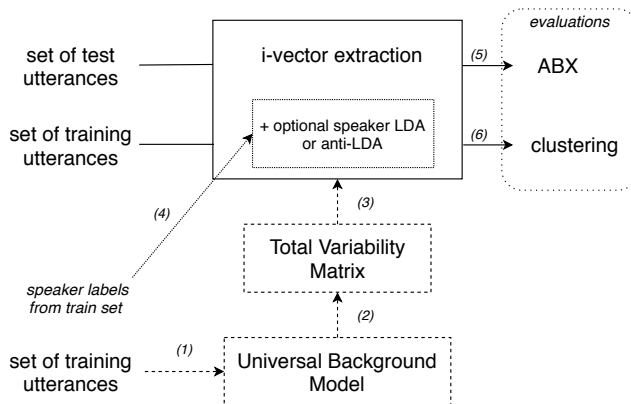 evaluations
set of test
utterances
i-vector extraction
(5)
ABX
set of training
utterances
+ optional speaker LDA
or anti-LDA
(6)
clustering
(4)
(3)
Total Variability
Matrix
speaker labels
from train set
(2)
set of training
utterances
(1)
Universal Background
Model